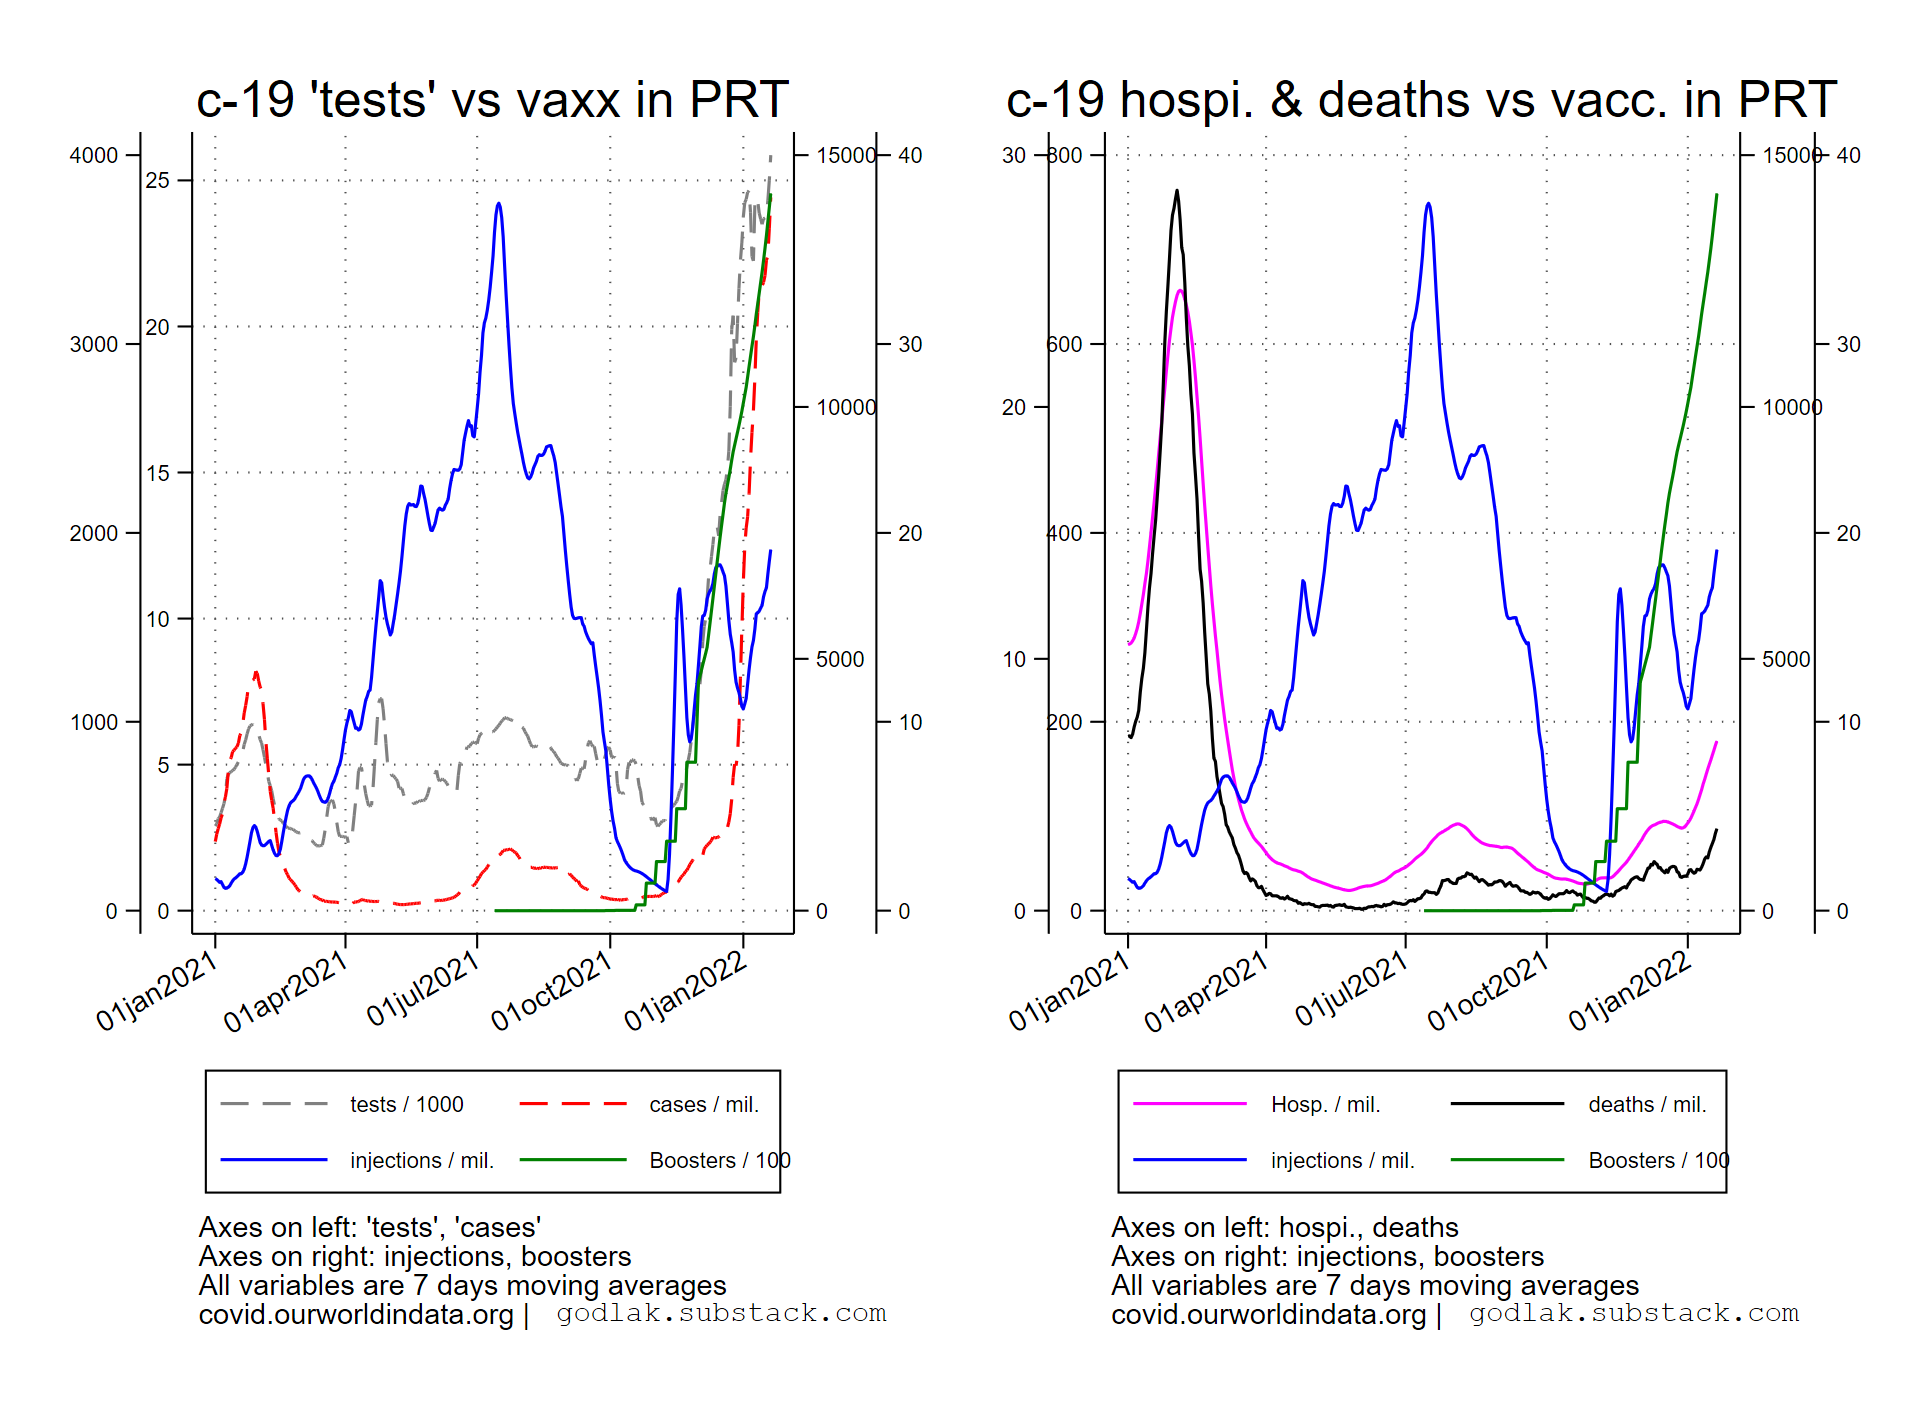 c-19 'tests' vs vaxx in PRT
4000
3000
2000
1000
0
25
20
15
10
5
0
15000
10000
5000
0
40
30
20
10
0
01jan2021
01apr2021
01jul2021
01oct2021
01jan2022
tests / 1000
cases / mil.
injections / mil.
Boosters / 100
Axes on left: 'tests', 'cases'
Axes on right: injections, boosters
All variables are 7 days moving averages
covid.ourworldindata.org | godlak.substack.com
c-19 hospi. & deaths vs vacc. in PRT
30
20
10
0
800
600
400
200
0
15000
10000
5000
0
40
30
20
10
0
01jan2021
01apr2021
01jul2021
01oct2021
01jan2022
Hosp. / mil.
deaths / mil.
injections / mil.
Boosters / 100
Axes on left: hospi., deaths
Axes on right: injections, boosters
All variables are 7 days moving averages
covid.ourworldindata.org | godlak.substack.com